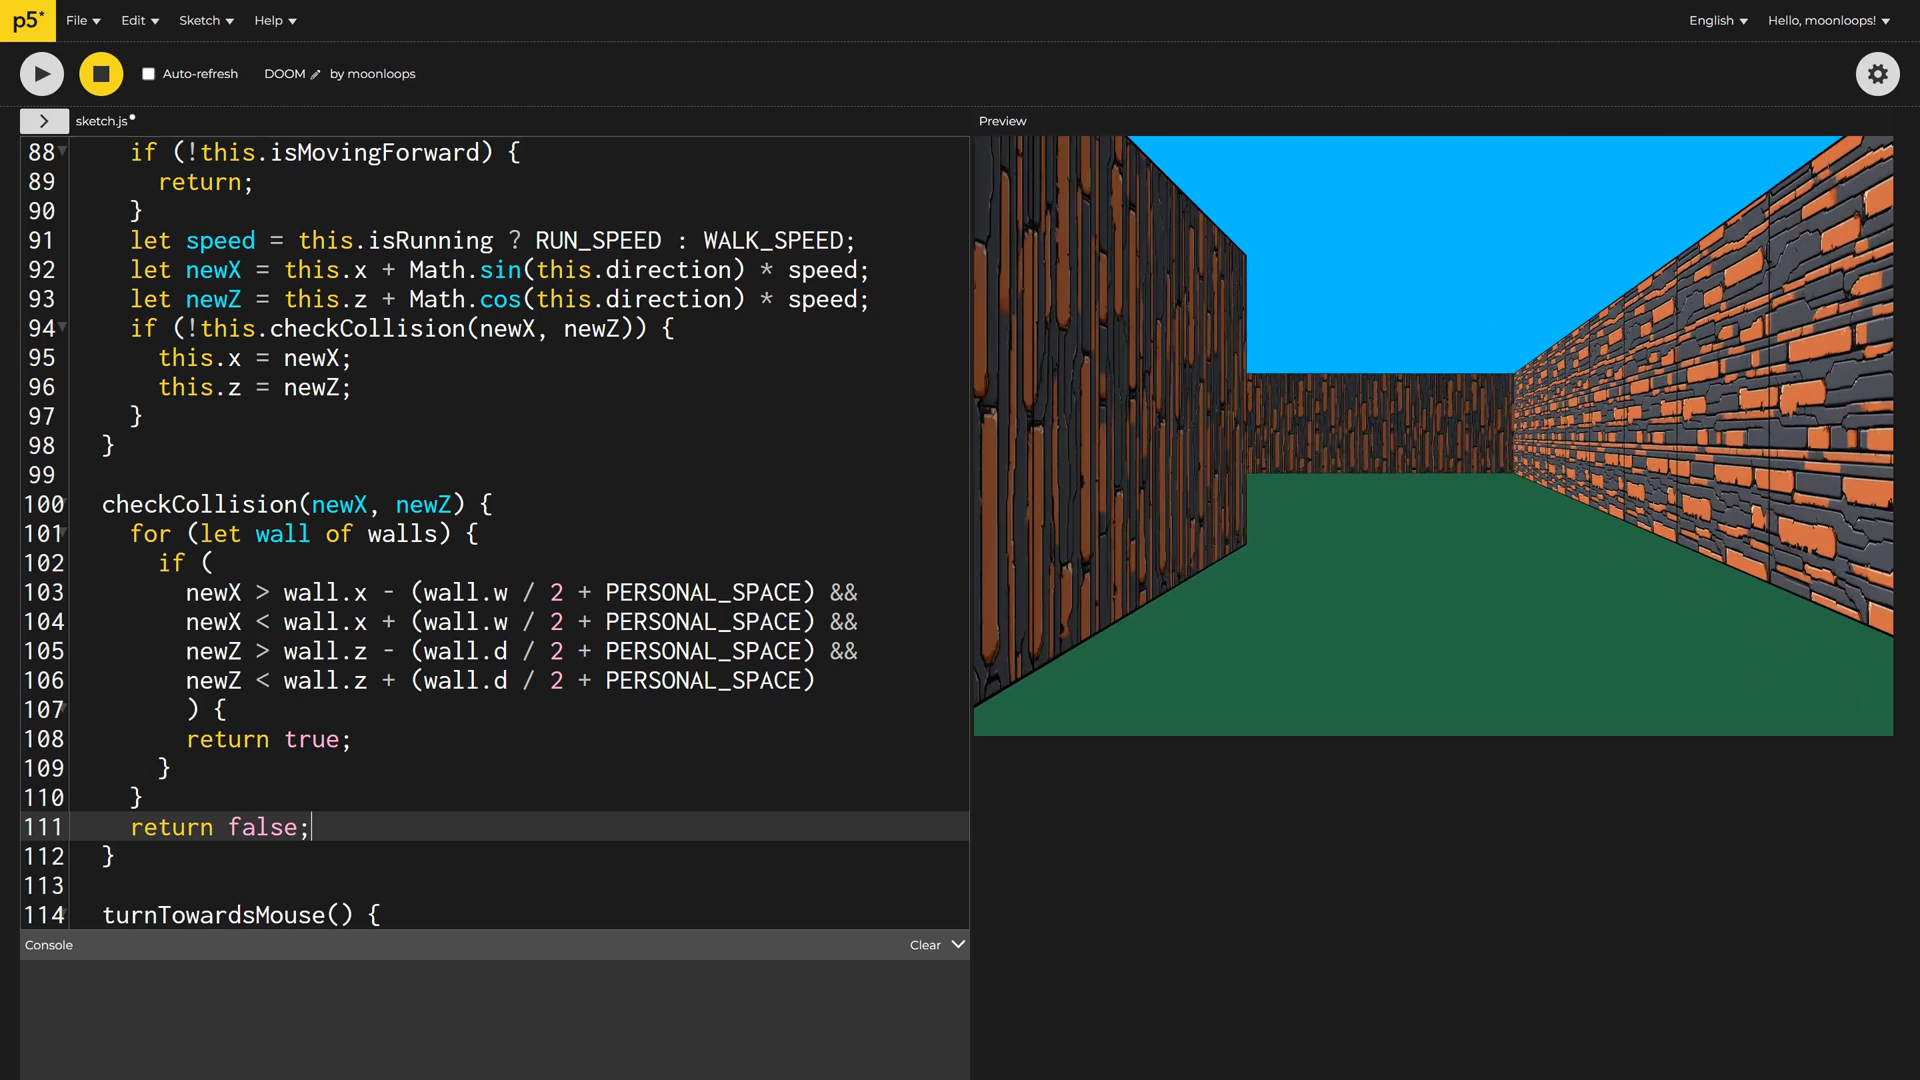 p5* File Edit Sketch Help English Hello, moonloops!
Auto-refresh DOOM by moonloops
sketch.js
Preview
88 if (!this.isMovingForward) {
89 return;
90 }
91 let speed = this.isRunning ? RUN_SPEED : WALK_SPEED;
92 let newX = this.x + Math.sin(this.direction) * speed;
93 let newZ = this.z + Math.cos(this.direction) * speed;
94 if (!this.checkCollision(newX, newZ)) {
95 this.x = newX;
96 this.z = newZ;
97 }
98 }
99
100 checkCollision(newX, newZ) {
101 for (let wall of walls) {
102 if (
103 newX > wall.x - (wall.w / 2 + PERSONAL_SPACE) &&
104 newX < wall.x + (wall.w / 2 + PERSONAL_SPACE) &&
105 newZ > wall.z - (wall.d / 2 + PERSONAL_SPACE) &&
106 newZ < wall.z + (wall.d / 2 + PERSONAL_SPACE)
107 ) {
108 return true;
109 }
110 }
111 return false;
112 }
113
114 turnTowardsMouse() {
Console Clear